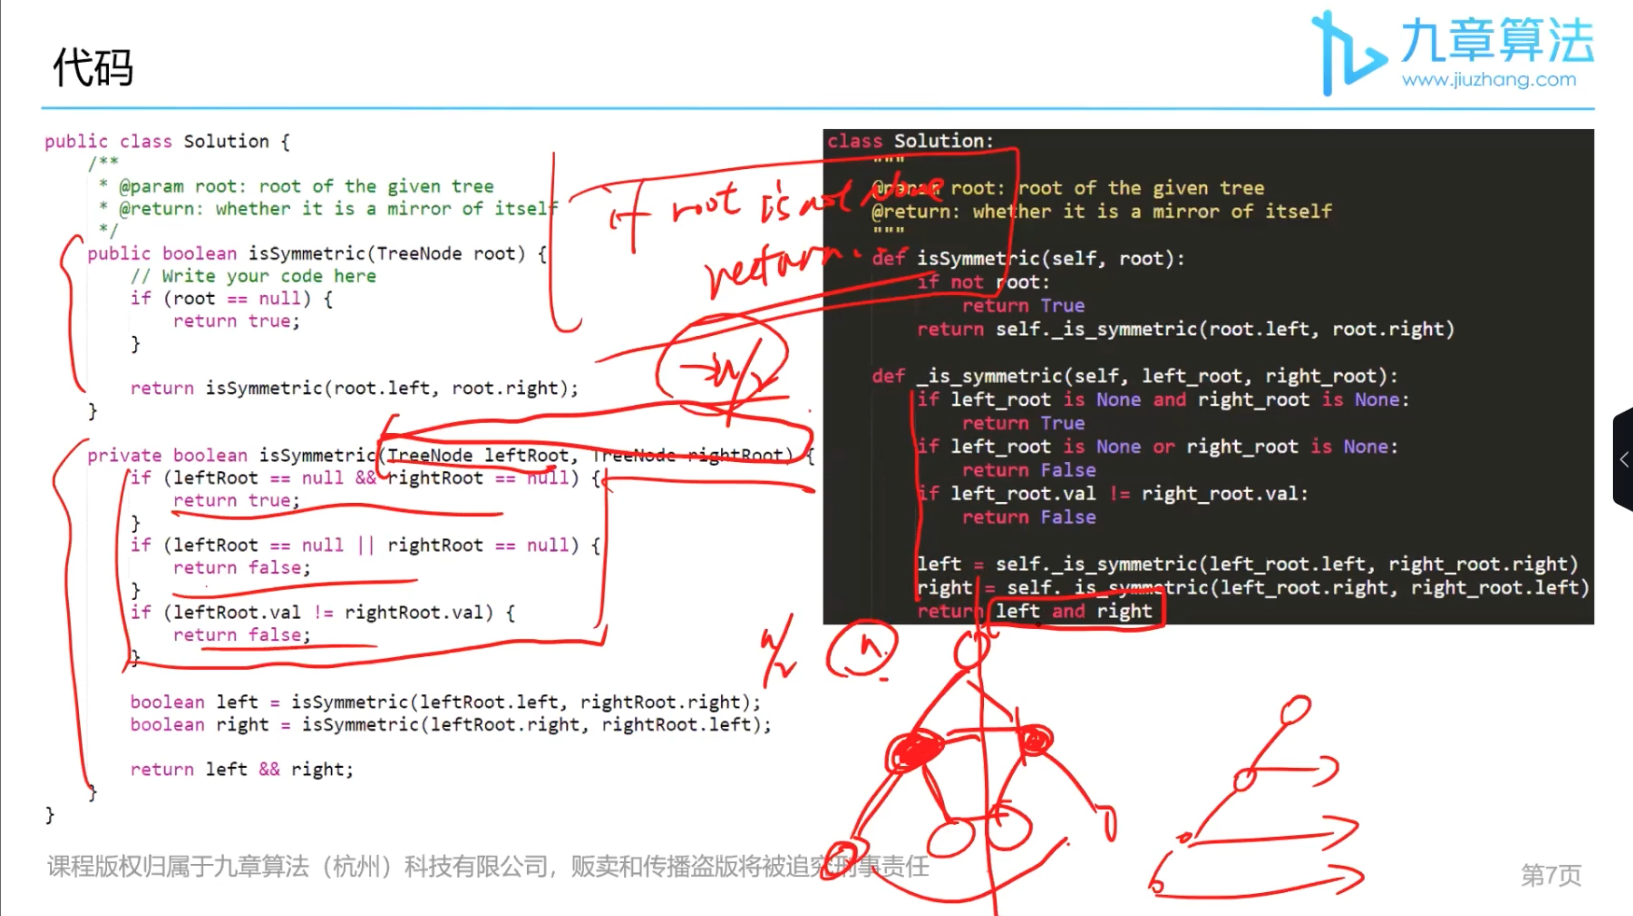 代码
九章算法
www.jiuzhang.com
public class Solution {
/**
* @param root: root of the given tree
* @return: whether it is a mirror of itself
*/
public boolean isSymmetric(TreeNode root) {
// Write your code here
if (root == null) {
return true;
}
return isSymmetric(root.left, root.right);
}
private boolean isSymmetric(TreeNode leftRoot, TreeNode rightRoot) {
if (leftRoot == null && rightRoot == null) {
return true;
}
if (leftRoot == null || rightRoot == null) {
return false;
}
if (leftRoot.val != rightRoot.val) {
return false;
}
boolean left = isSymmetric(leftRoot.left, rightRoot.right);
boolean right = isSymmetric(leftRoot.right, rightRoot.left);
return left && right;
}
}
if root is not
return.
n/2
class Solution:
"""
@param root: root of the given tree
@return: whether it is a mirror of itself
"""
def isSymmetric(self, root):
if not root:
return True
return self._is_symmetric(root.left, root.right)
def _is_symmetric(self, left_root, right_root):
if left_root is None and right_root is None:
return True
if left_root is None or right_root is None:
return False
if left_root.val != right_root.val:
return False
left = self._is_symmetric(left_root.left, right_root.right)
right = self._is_symmetric(left_root.right, right_root.left)
return left and right
n/2
n
课程版权归属于九章算法（杭州）科技有限公司，贩卖和传播盗版将被追究刑事责任
第7页